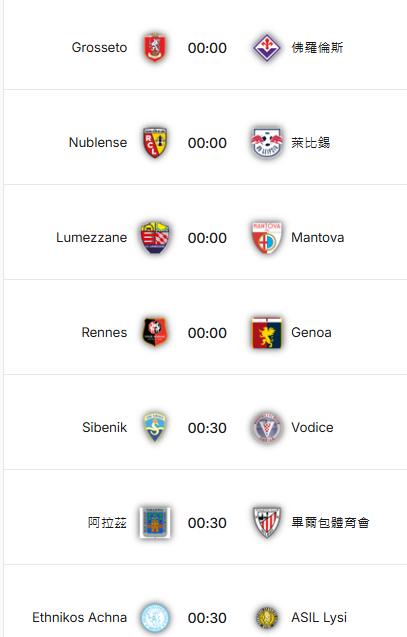 Grosseto 00:00 佛羅倫斯
Nublense 00:00 萊比錫
Lumezzane 00:00 Mantova
Rennes 00:00 Genoa
Sibenik 00:30 Vodice
阿拉茲 00:30 畢爾包體育會
Ethnikos Achna 00:30 ASIL Lysi